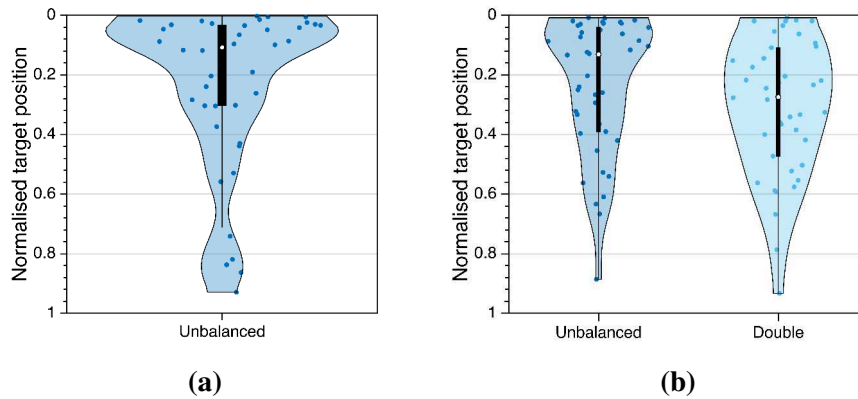 0
0.2
0.4
0.6
0.8
1
Normalised target position
Unbalanced
(a)
0
0.2
0.4
0.6
0.8
1
Normalised target position
Unbalanced
Double
(b)